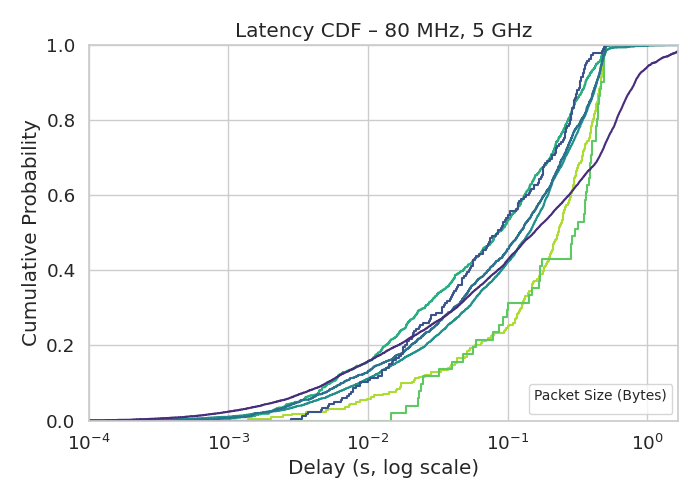 Latency CDF – 80 MHz, 5 GHz
Cumulative Probability
1.0
0.8
0.6
0.4
0.2
0.0
Packet Size (Bytes)
10⁻⁴
10⁻³
10⁻²
10⁻¹
10⁰
Delay (s, log scale)